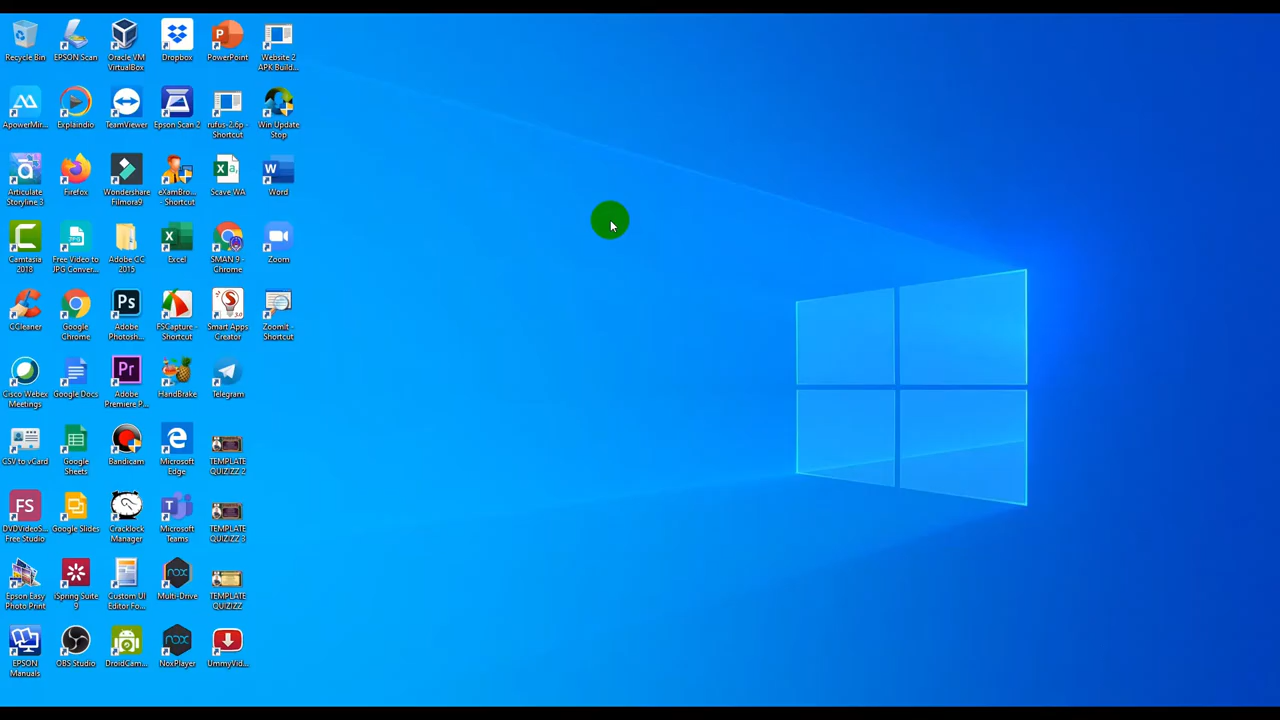 Recycle Bin
EPSON Scan
Oracle VM
VirtualBox
Dropbox
PowerPoint
Website 2
APK Build...
ApowerMir...
Explaindio
TeamViewer
Epson Scan 2
rufus-2.6p -
Shortcut
Win Update
Stop
Articulate
Storyline 3
Firefox
Wondershare
Filmora9
eXamBro...
- Shortcut
Scave WA
Word
Camtasia
2018
Free Video to
JPG Conver...
Adobe CC
2015
Excel
SMAN 9 -
Chrome
Zoom
CCleaner
Google
Chrome
Adobe
Photosh...
FSCapture -
Shortcut
Smart Apps
Creator
ZoomIt -
Shortcut
Cisco Webex
Meetings
Google Docs
Adobe
Premiere P...
HandBrake
Telegram
CSV to vCard
Google
Sheets
Bandicam
Microsoft
Edge
TEMPLATE
QUIZIZZ 2
DVDVideoS...
Free Studio
Google Slides
Cracklock
Manager
Microsoft
Teams
TEMPLATE
QUIZIZZ 3
Epson Easy
Photo Print
iSpring Suite
9
Custom UI
Editor Fo...
Multi-Drive
TEMPLATE
QUIZIZZ
EPSON
Manuals
OBS Studio
DroidCam...
NoxPlayer
UmmyVid...